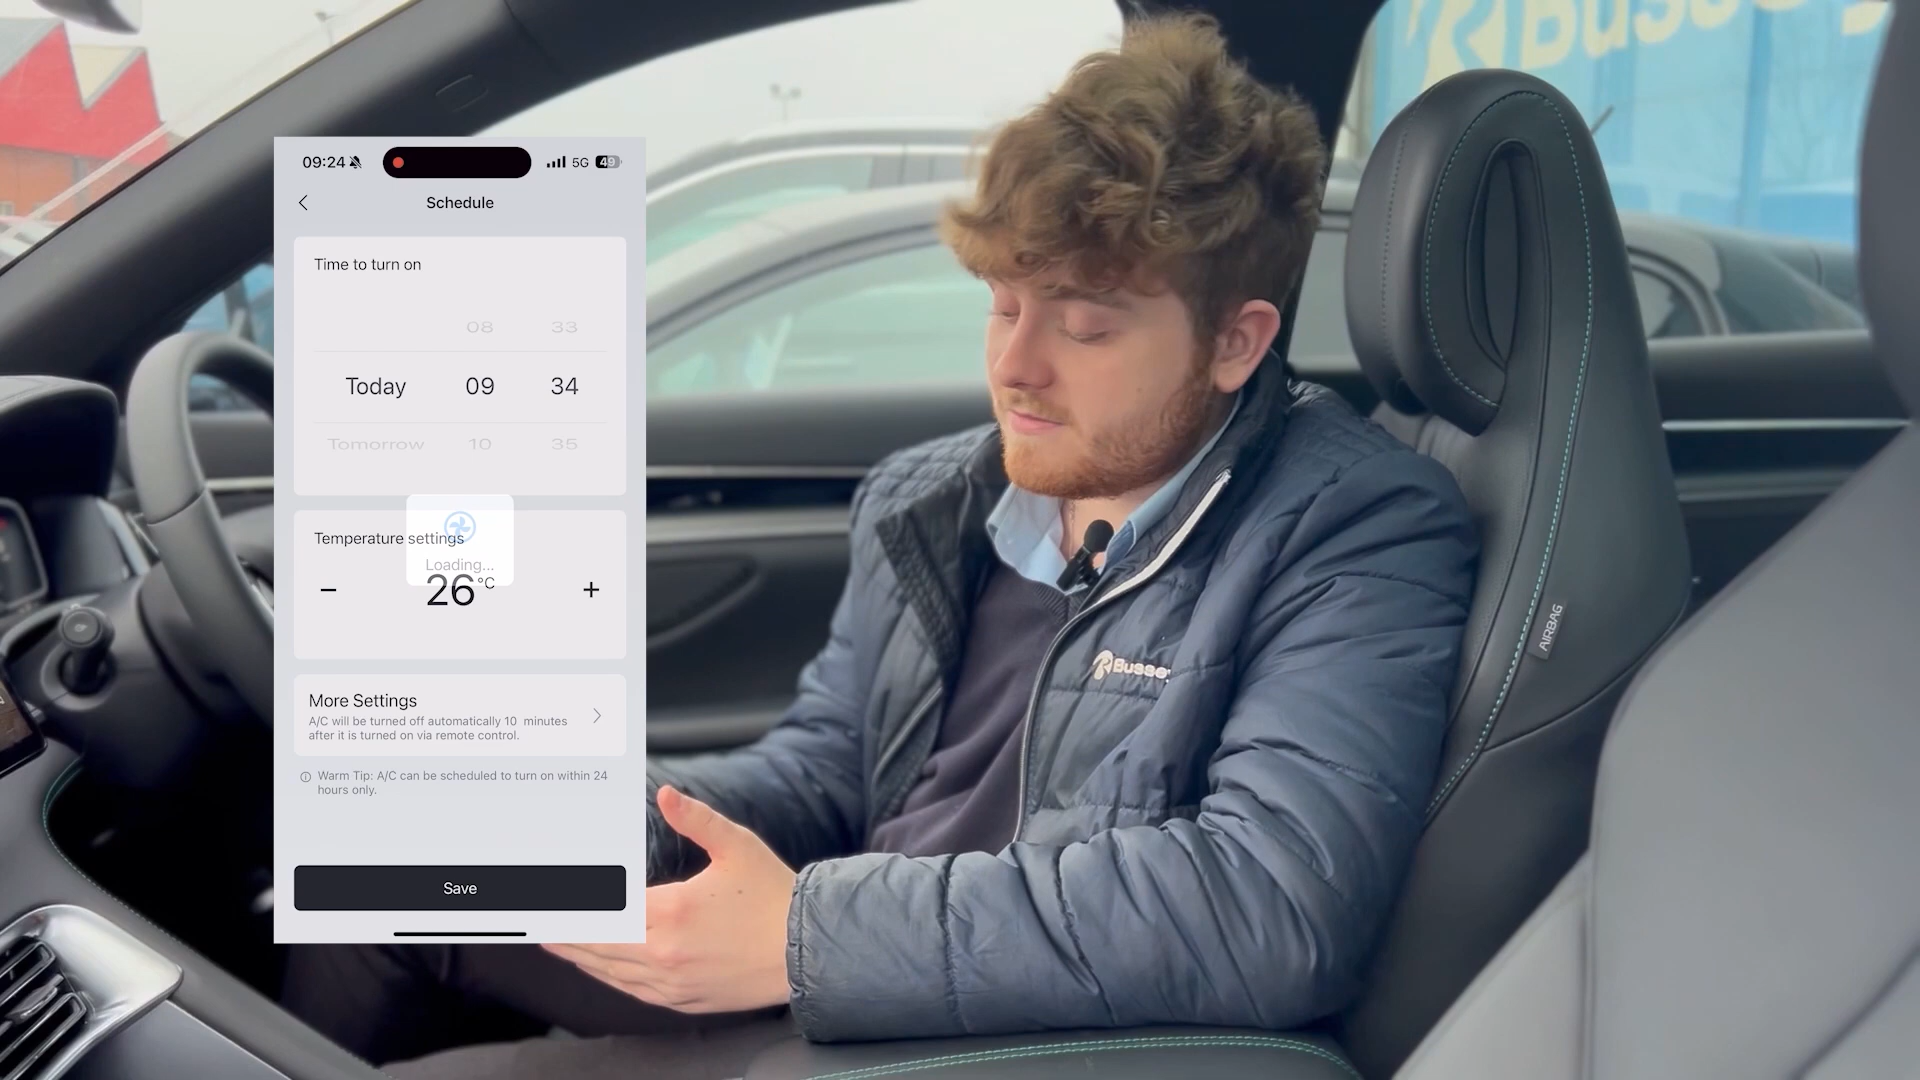 09:24
5G
49
Schedule
Time to turn on
08 33
Today 09 34
Tomorrow 10 35
Temperature settings
Loading...
26 °C
More Settings
A/C will be turned off automatically 10 minutes
after it is turned on via remote control.
Warm Tip: A/C can be scheduled to turn on within 24
hours only.
Save
AIRBAG